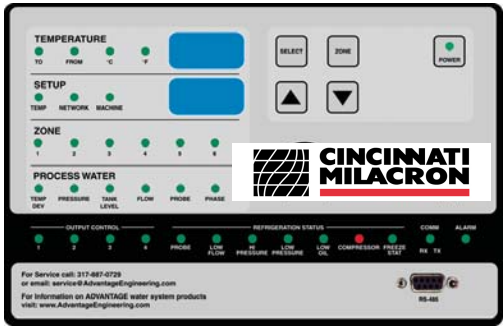 TEMPERATURE
TO FROM °C °F
SELECT ZONE
POWER
SETUP
TEMP NETWORK MACHINE
ZONE
1 2 3 4 5 6
CINCINNATI
MILACRON
PROCESS WATER
TEMP DEV PRESSURE TANK LEVEL FLOW PROBE PHASE
OUTPUT CONTROL REFRIGERATION STATUS COMM ALARM
1 2 3 4 PROBE LOW FLOW HI PRESSURE LOW PRESSURE LOW OIL COMPRESSOR FREEZE STAT RX TX
For Service call: 317-887-0729
or email: service@AdvantageEngineering.com
For Information on ADVANTAGE water system products
visit: www.AdvantageEngineering.com
RS-485